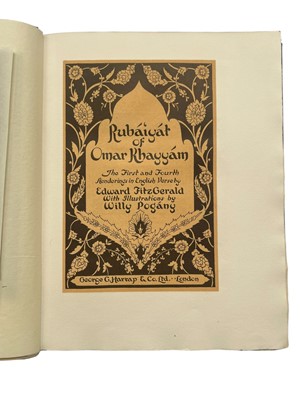 Rubáiyát
of
Omar Khayyám
The First and Fourth
Renderings in English Verse by
Edward FitzGerald
With Illustrations by
Willy Pogány
George G. Harrap & Co. Ltd. London